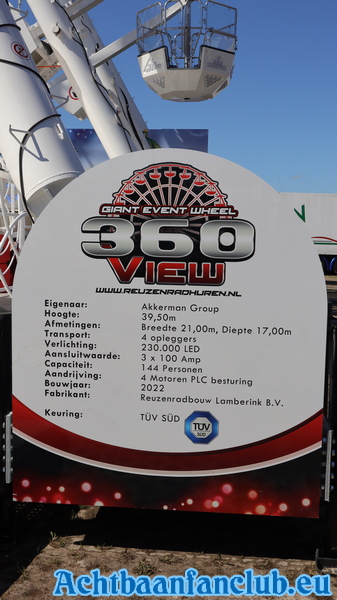 GIANT EVENT WHEEL
360
VIEW
WWW.REUZENRADHUREN.NL
Eigenaar: Akkerman Group
Hoogte: 39,50m
Afmetingen: Breedte 21,00m, Diepte 17,00m
Transport: 4 opleggers
Verlichting: 230.000 LED
Aansluitwaarde: 3 x 100 Amp
Capaciteit: 144 Personen
Aandrijving: 4 Motoren PLC besturing
Bouwjaar: 2022
Fabrikant: Reuzenradbouw Lamberink B.V.
Keuring: TÜV SÜD
TÜV
SÜD
Achtbaanfanclub.eu